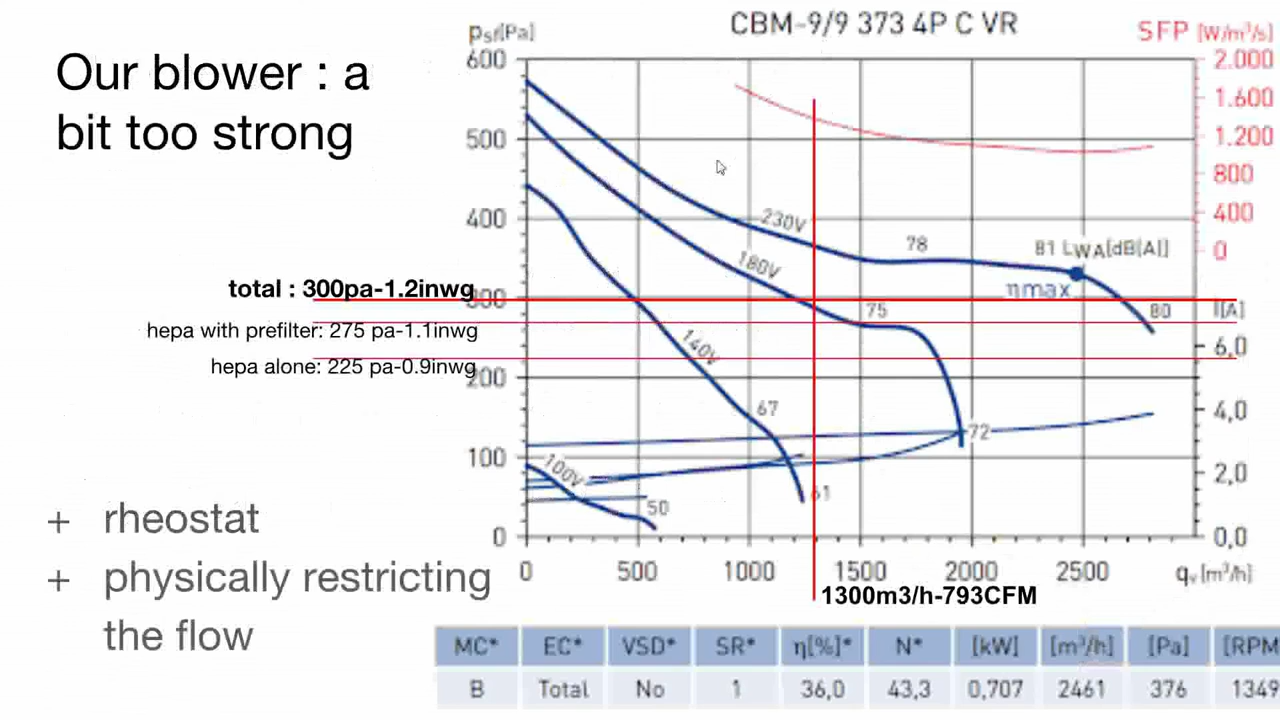 CBM-9/9 373 4P C VR
psf[Pa]
SFP [W/m³/s]
Our blower : a
bit too strong
600
500
400
300
200
100
0
2.000
1.600
1.200
800
400
0
230V
180V
140V
100V
78
81 LWA[dB(A)]
ηmax
80
75
72
67
61
50
total : 300pa-1.2inwg
hepa with prefilter: 275 pa-1.1inwg
hepa alone: 225 pa-0.9inwg
I[A]
6,0
4,0
2,0
0,0
+ rheostat
+ physically restricting
the flow
0 500 1000 1500 2000 2500 qv [m³/h]
1300m3/h-793CFM
MC* EC* VSD* SR* η[%]* N* [kW] [m³/h] [Pa] [RPM
B Total No 1 36,0 43,3 0,707 2461 376 1349